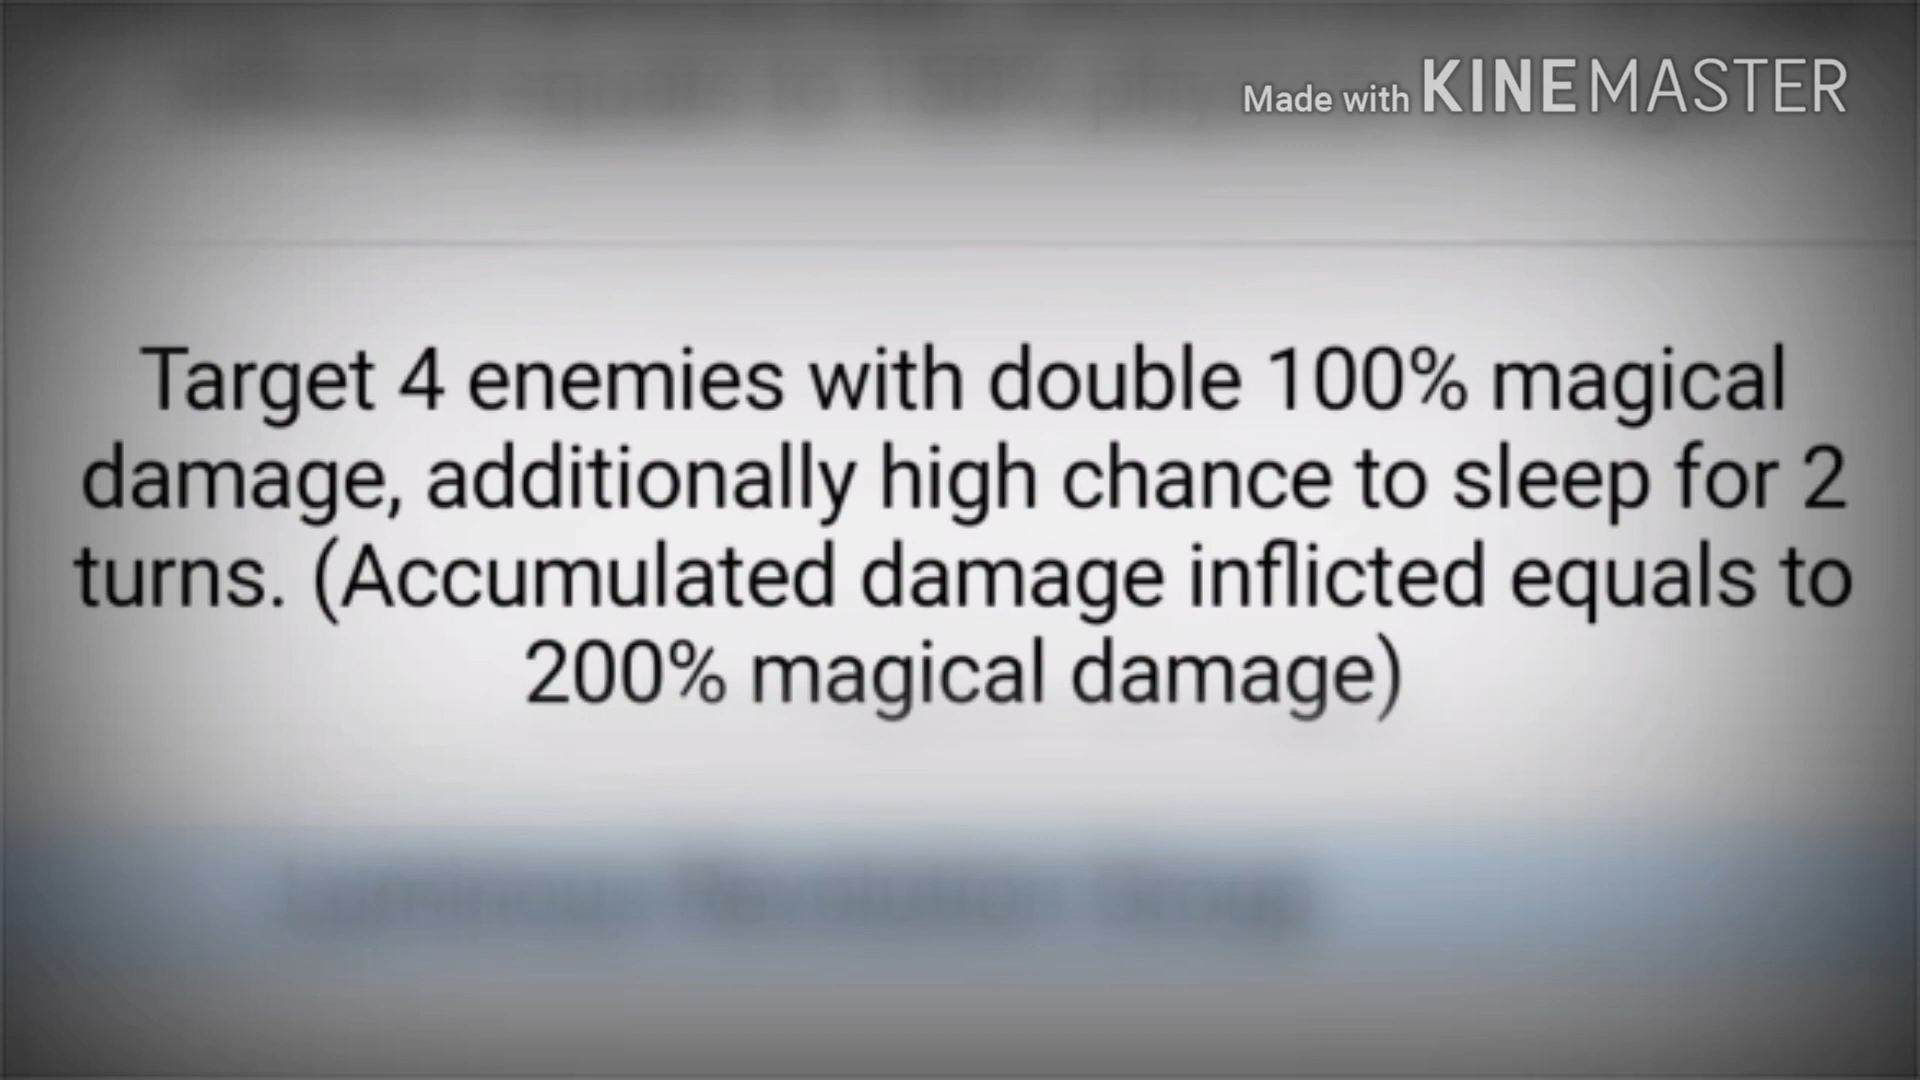 Made with KINEMASTER
Target 4 enemies with double 100% magical
damage, additionally high chance to sleep for 2
turns. (Accumulated damage inflicted equals to
200% magical damage)